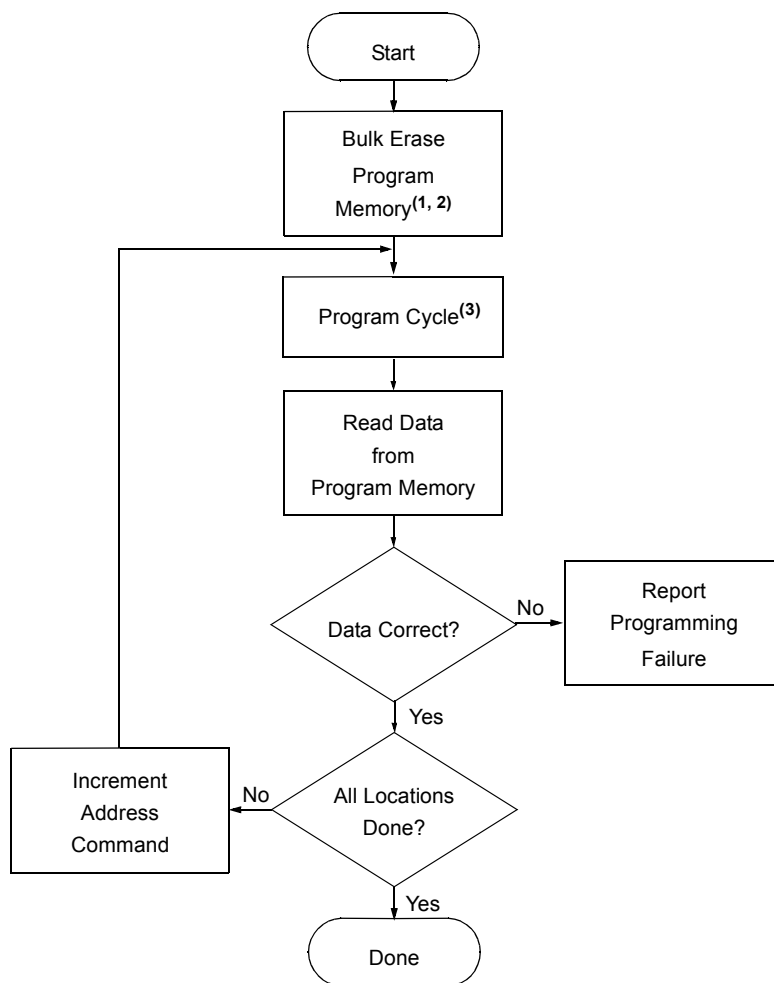 Start
Bulk Erase
Program
Memory(1, 2)
Program Cycle(3)
Read Data
from
Program Memory
Data Correct?
No
Report
Programming
Failure
Yes
All Locations
Done?
No
Increment
Address
Command
Yes
Done